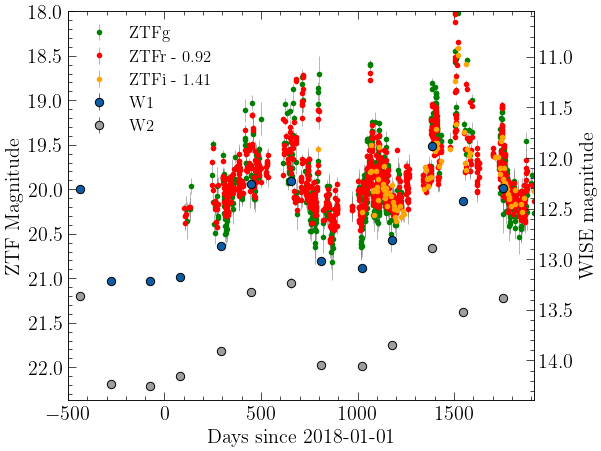 ZTFg
ZTFr - 0.92
ZTFi - 1.41
W1
W2
18.0
18.5
19.0
19.5
20.0
20.5
21.0
21.5
22.0
ZTF Magnitude
11.0
11.5
12.0
12.5
13.0
13.5
14.0
WISE magnitude
−500
0
500
1000
1500
Days since 2018-01-01